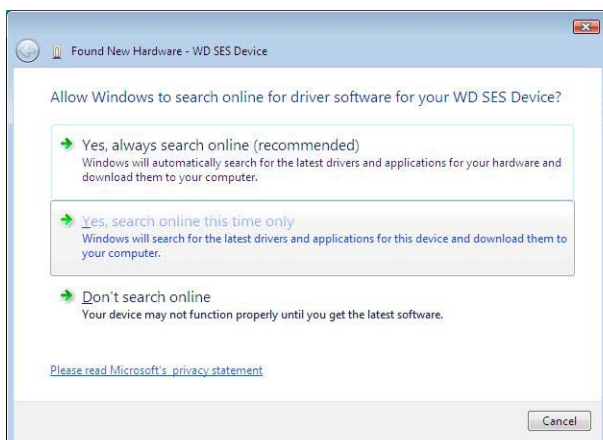 Found New Hardware - WD SES Device
Allow Windows to search online for driver software for your WD SES Device?
Yes, always search online (recommended)
Windows will automatically search for the latest drivers and applications for your hardware and
download them to your computer.
Yes, search online this time only
Windows will search for the latest drivers and applications for this device and download them to
your computer.
Don't search online
Your device may not function properly until you get the latest software.
Please read Microsoft's privacy statement
Cancel